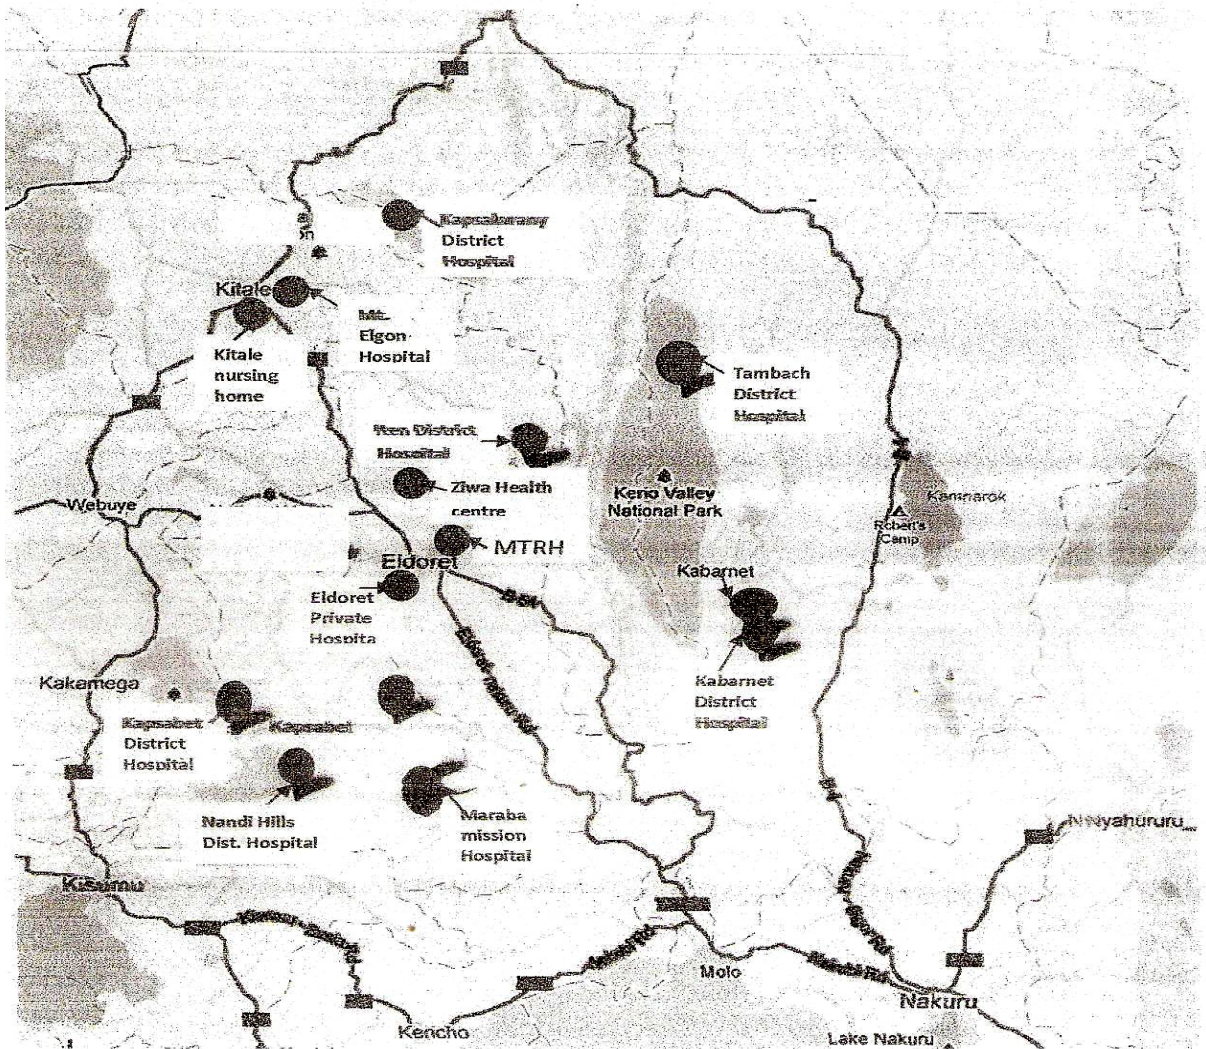 District
Hospital
Kitale
Mt.
Elgon
Hospital
Kitale
nursing
home
Tambach
District
Hospital
Iten District
Hospital
Ziwa Health
centre
Kerio Valley
National Park
Kamnarok
Robert's
Camp
Webuye
MTRH
Eldoret
Kabarnet
Eldoret
Private
Hospita
Kakamega
Kabarnet
District
Hospital
Kapsabet
District
Hospital
Kapsabet
Nandi Hills
Dist. Hospital
Maraba
mission
Hospital
N Nyahururu
Kisumu
Molo
Nakuru
Kericho
Lake Nakuru